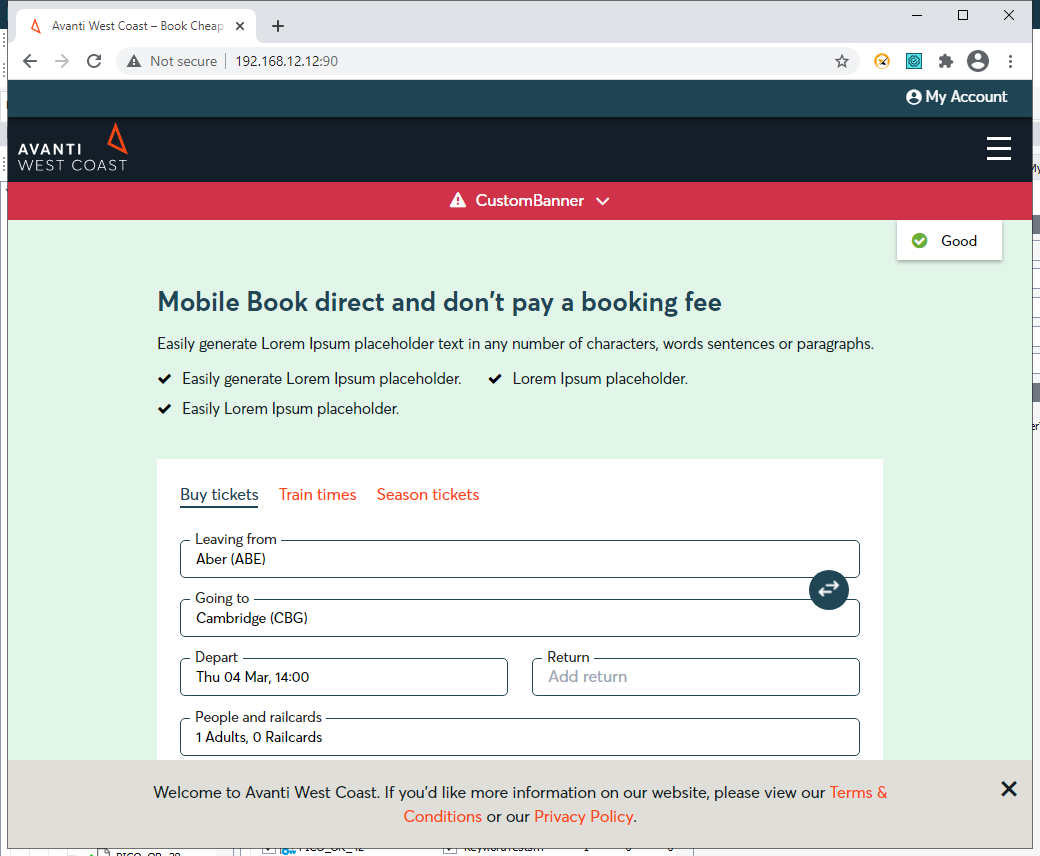 Avanti West Coast – Book Cheap
Not secure 192.168.12.12:90
My Account
AVANTI
WEST COAST
CustomBanner
Good
Mobile Book direct and don't pay a booking fee
Easily generate Lorem Ipsum placeholder text in any number of characters, words sentences or paragraphs.
Easily generate Lorem Ipsum placeholder. Lorem Ipsum placeholder.
Easily Lorem Ipsum placeholder.
Buy tickets Train times Season tickets
Leaving from
Aber (ABE)
Going to
Cambridge (CBG)
Depart Return
Thu 04 Mar, 14:00 Add return
People and railcards
1 Adults, 0 Railcards
Welcome to Avanti West Coast. If you'd like more information on our website, please view our Terms &
Conditions or our Privacy Policy.